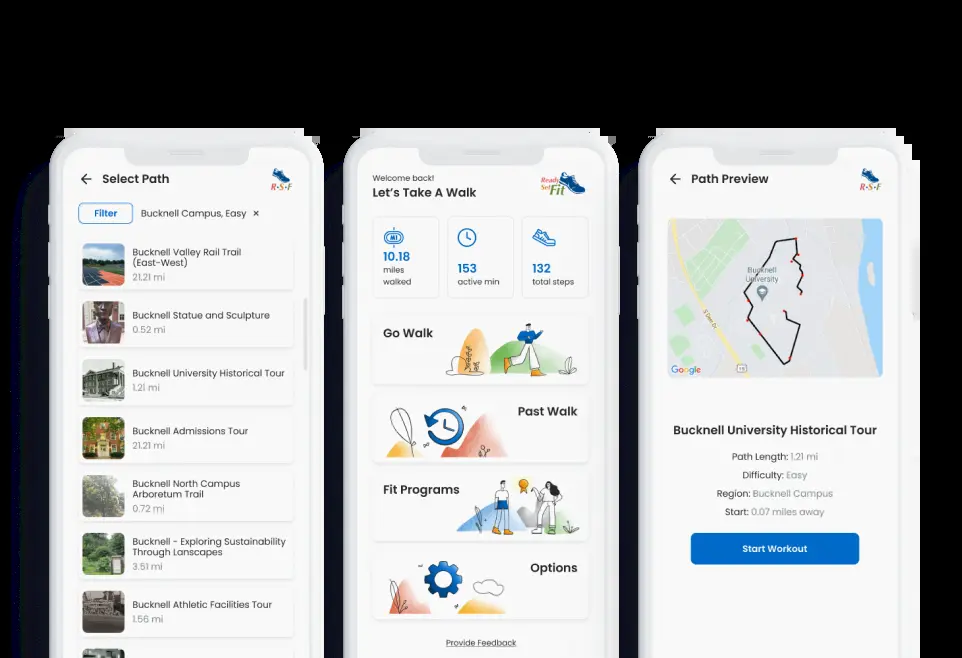 Select Path
R·S·F
Filter
Bucknell Campus, Easy ×
Bucknell Valley Rail Trail
(East-West)
21.21 mi
Bucknell Statue and Sculpture
0.52 mi
Bucknell University Historical Tour
1.21 mi
Bucknell Admissions Tour
21.21 mi
Bucknell North Campus
Arboretum Trail
0.72 mi
Bucknell - Exploring Sustainability
Through Lanscapes
3.51 mi
Bucknell Athletic Facilities Tour
1.56 mi
Welcome back!
Let's Take A Walk
Ready
Set Fit
10.18
miles
walked
153
active min
132
total steps
Go Walk
Past Walk
Fit Programs
Options
Provide Feedback
Path Preview
R·S·F
Bucknell
University
Google
Bucknell University Historical Tour
Path Length: 1.21 mi
Difficulty: Easy
Region: Bucknell Campus
Start: 0.07 miles away
Start Workout